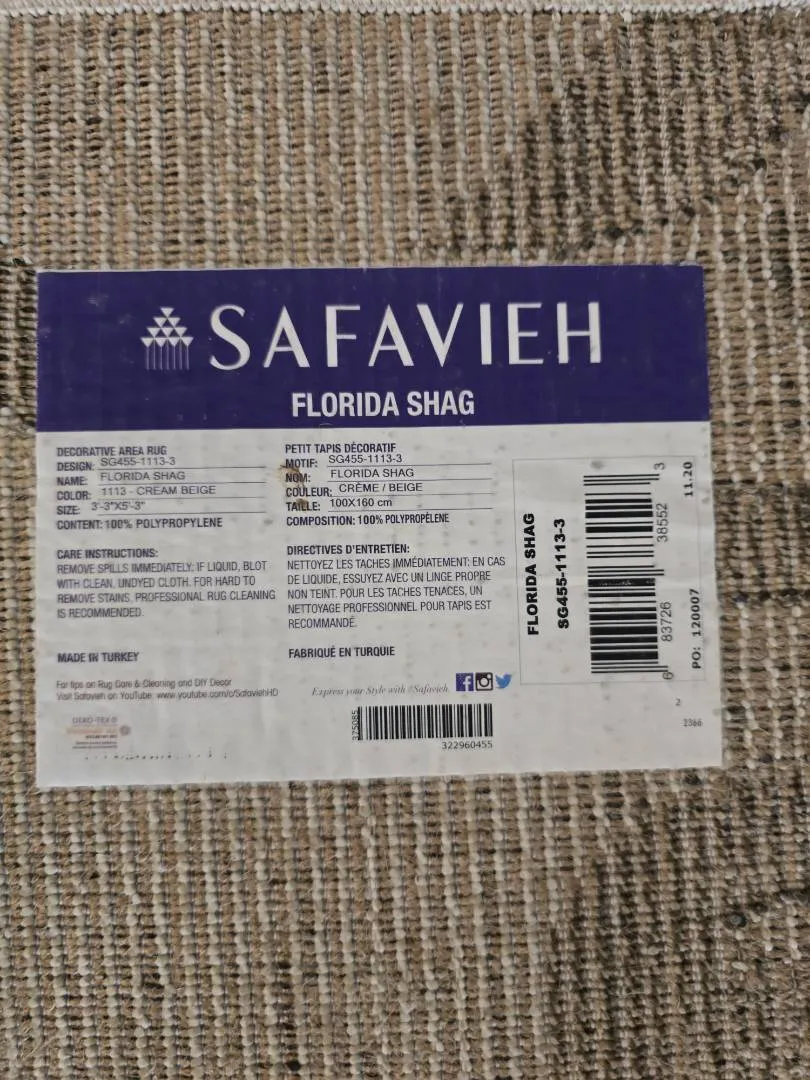 SAFAVIEH
FLORIDA SHAG
DECORATIVE AREA RUG
DESIGN: SG455-1113-3
NAME: FLORIDA SHAG
COLOR: 1113 - CREAM BEIGE
SIZE: 3'-3"X5'-3"
CONTENT: 100% POLYPROPYLENE
CARE INSTRUCTIONS:
REMOVE SPILLS IMMEDIATELY: IF LIQUID, BLOT
WITH CLEAN, UNDYED CLOTH. FOR HARD TO
REMOVE STAINS, PROFESSIONAL RUG CLEANING
IS RECOMMENDED.
MADE IN TURKEY
For tips on Rug Care & Cleaning and DIY Decor
Visit Safavieh on YouTube: www.youtube.com/c/SafaviehHD
OEKO-TEX®
PETIT TAPIS DÉCORATIF
MOTIF: SG455-1113-3
NOM: FLORIDA SHAG
COULEUR: CRÈME / BEIGE
TAILLE: 100X160 cm
COMPOSITION: 100% POLYPROPÈLENE
DIRECTIVES D'ENTRETIEN:
NETTOYEZ LES TACHES IMMÉDIATEMENT: EN CAS
DE LIQUIDE, ESSUYEZ AVEC UN LINGE PROPRE
NON TEINT. POUR LES TACHES TENACES, UN
NETTOYAGE PROFESSIONNEL POUR TAPIS EST
RECOMMANDÉ.
FABRIQUÉ EN TURQUIE
Express your Style with #Safavieh
375085
322960455
FLORIDA SHAG
SG455-1113-3
6 83726 38552 3
PO: 120007 11.20
2
2366